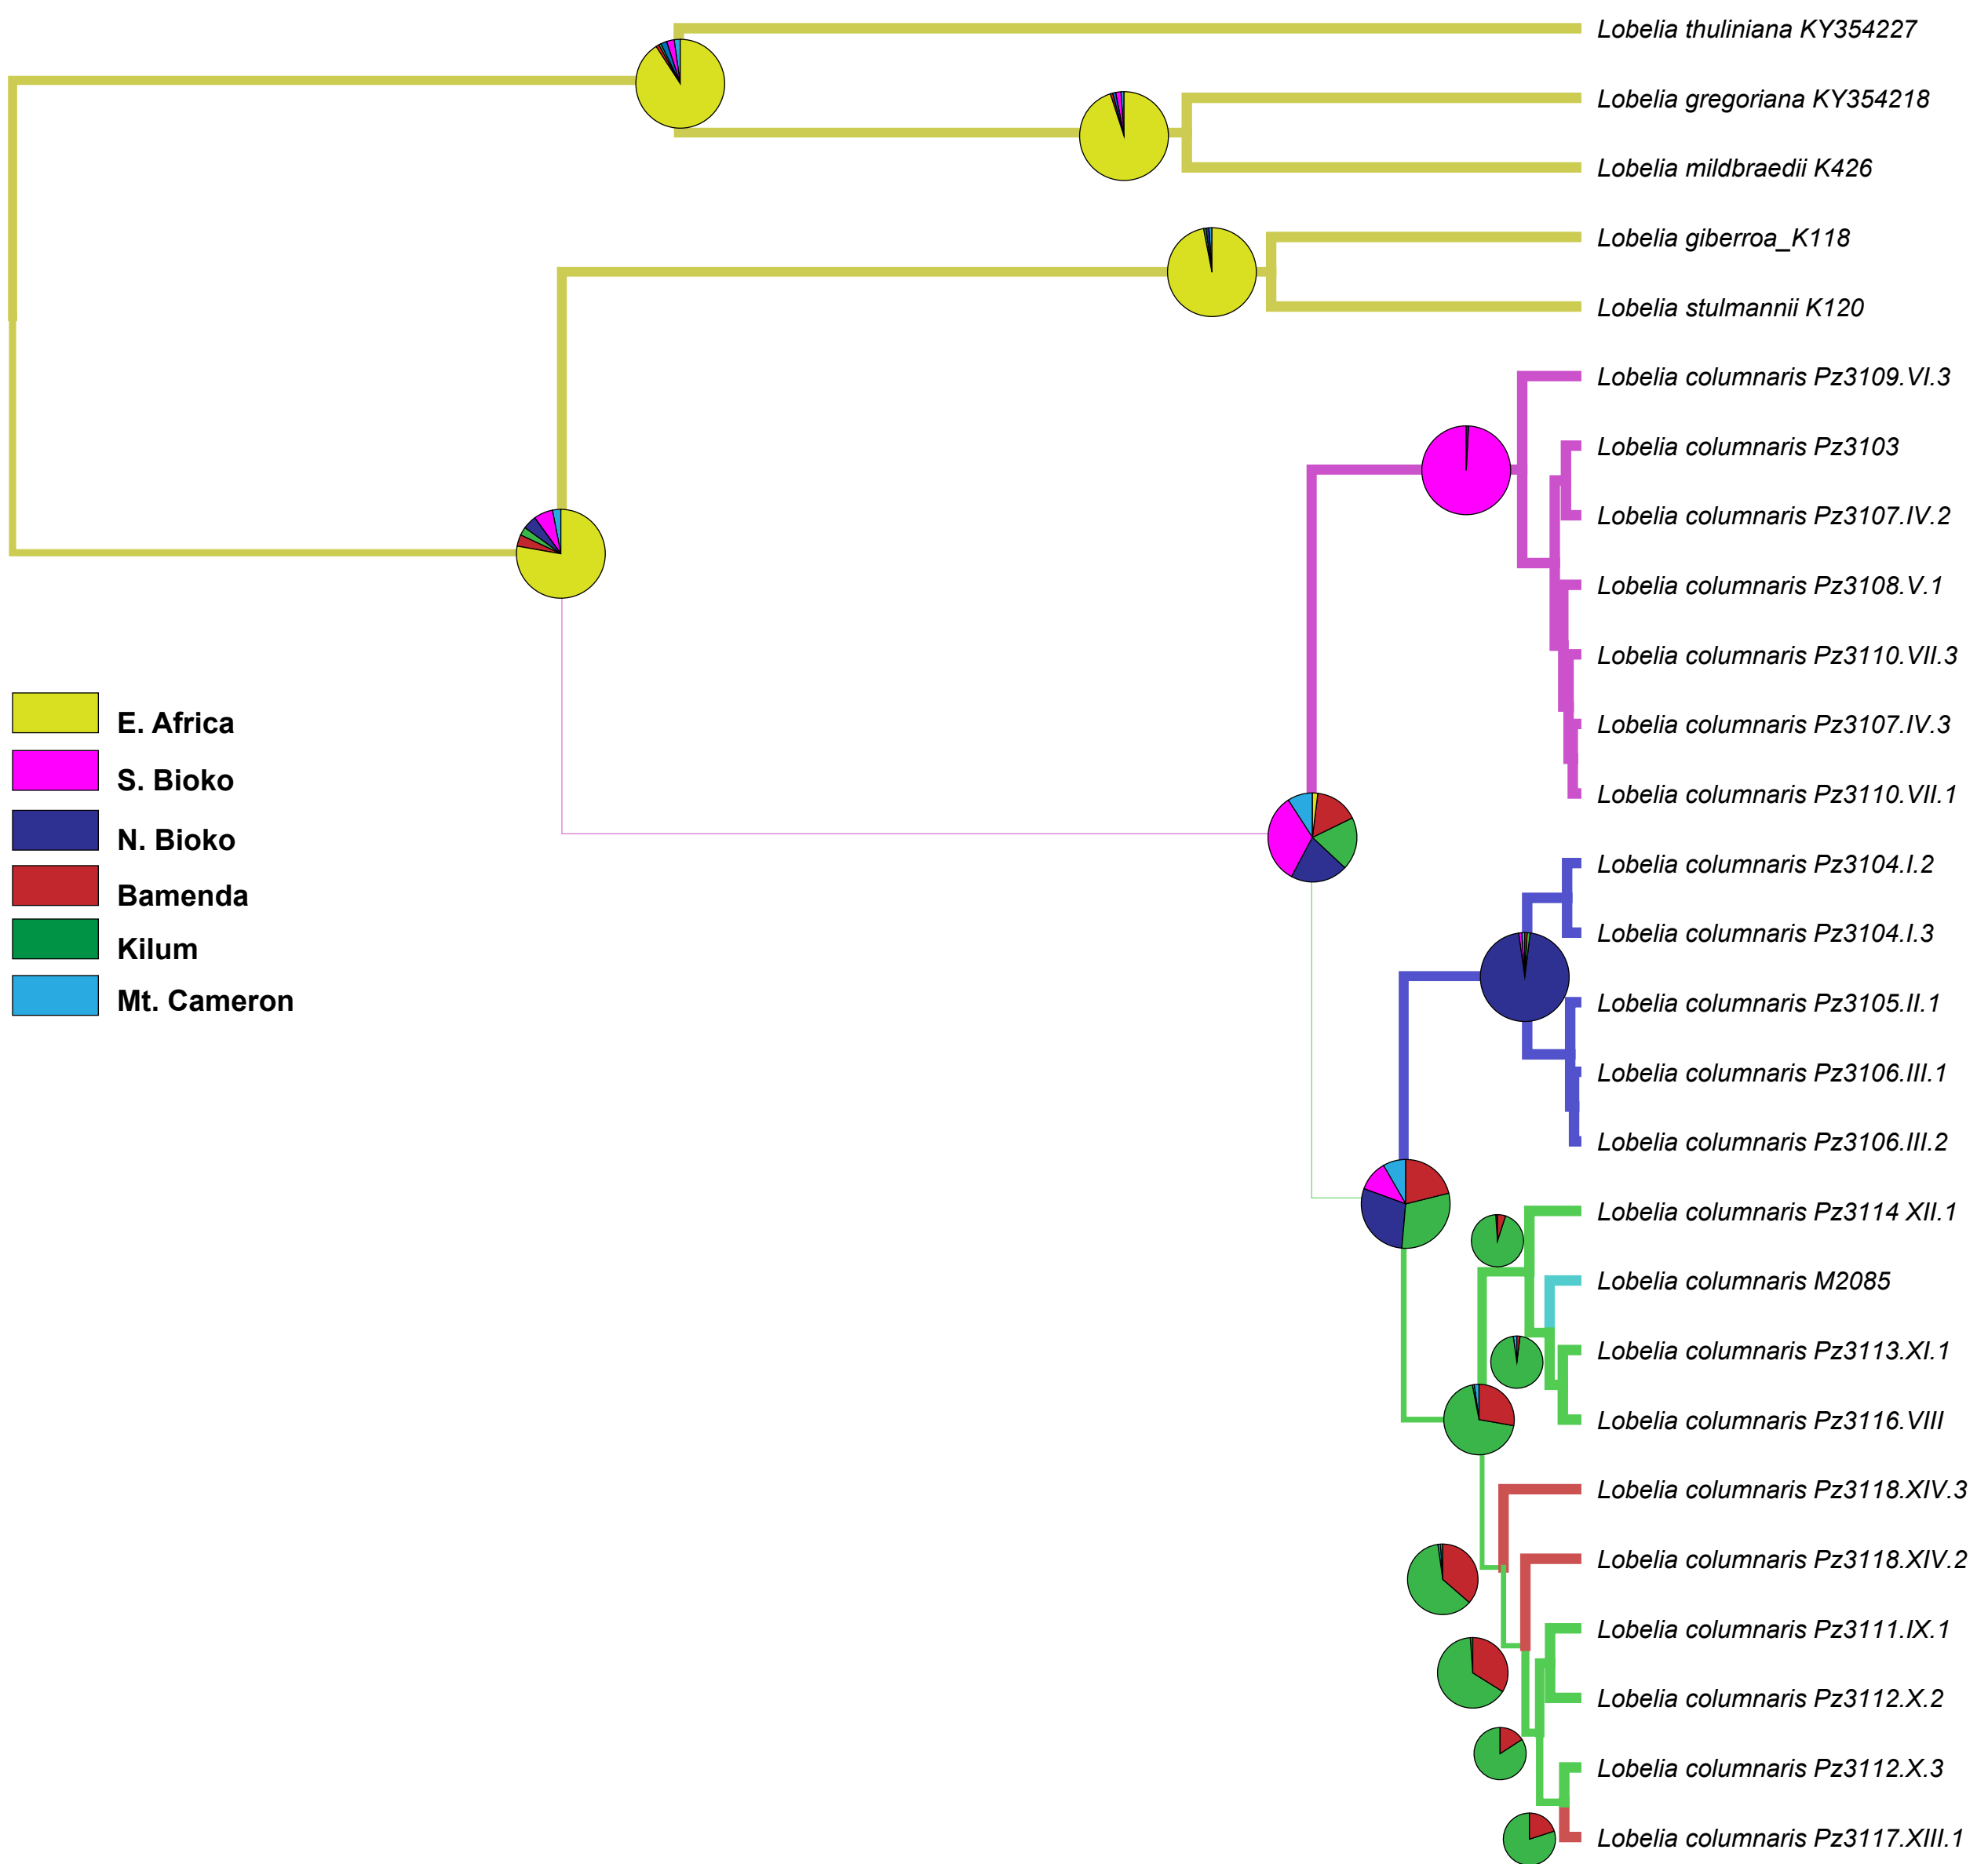 Lobelia thuliniana KY354227
Lobelia gregoriana KY354218
Lobelia mildbraedii K426
Lobelia giberroa_K118
Lobelia stulmannii K120
Lobelia columnaris Pz3109.VI.3
Lobelia columnaris Pz3103
Lobelia columnaris Pz3107.IV.2
Lobelia columnaris Pz3108.V.1
Lobelia columnaris Pz3110.VII.3
Lobelia columnaris Pz3107.IV.3
Lobelia columnaris Pz3110.VII.1
Lobelia columnaris Pz3104.I.2
Lobelia columnaris Pz3104.I.3
Lobelia columnaris Pz3105.II.1
Lobelia columnaris Pz3106.III.1
Lobelia columnaris Pz3106.III.2
Lobelia columnaris Pz3114 XII.1
Lobelia columnaris M2085
Lobelia columnaris Pz3113.XI.1
Lobelia columnaris Pz3116.VIII
Lobelia columnaris Pz3118.XIV.3
Lobelia columnaris Pz3118.XIV.2
Lobelia columnaris Pz3111.IX.1
Lobelia columnaris Pz3112.X.2
Lobelia columnaris Pz3112.X.3
Lobelia columnaris Pz3117.XIII.1
E. Africa
S. Bioko
N. Bioko
Bamenda
Kilum
Mt. Cameron